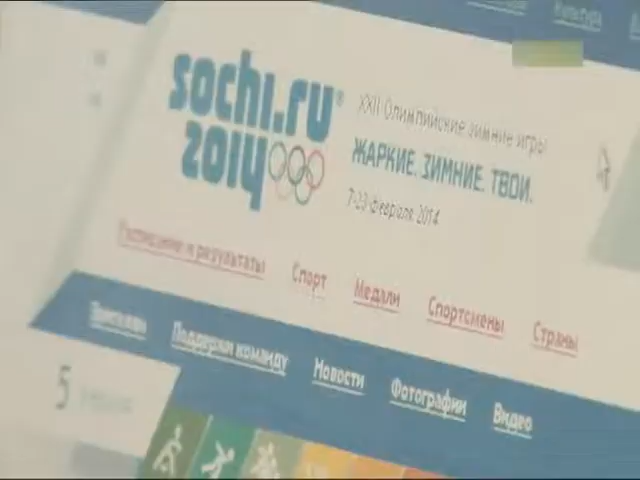 Культура
sochi.ru
2014
XXII Олимпийские зимние игры
ЖАРКИЕ. ЗИМНИЕ. ТВОИ.
7-23 февраля 2014
Расписание и результаты Спорт Медали Спортсмены Страны
Поддержи команду Новости Фотографии Видео
5